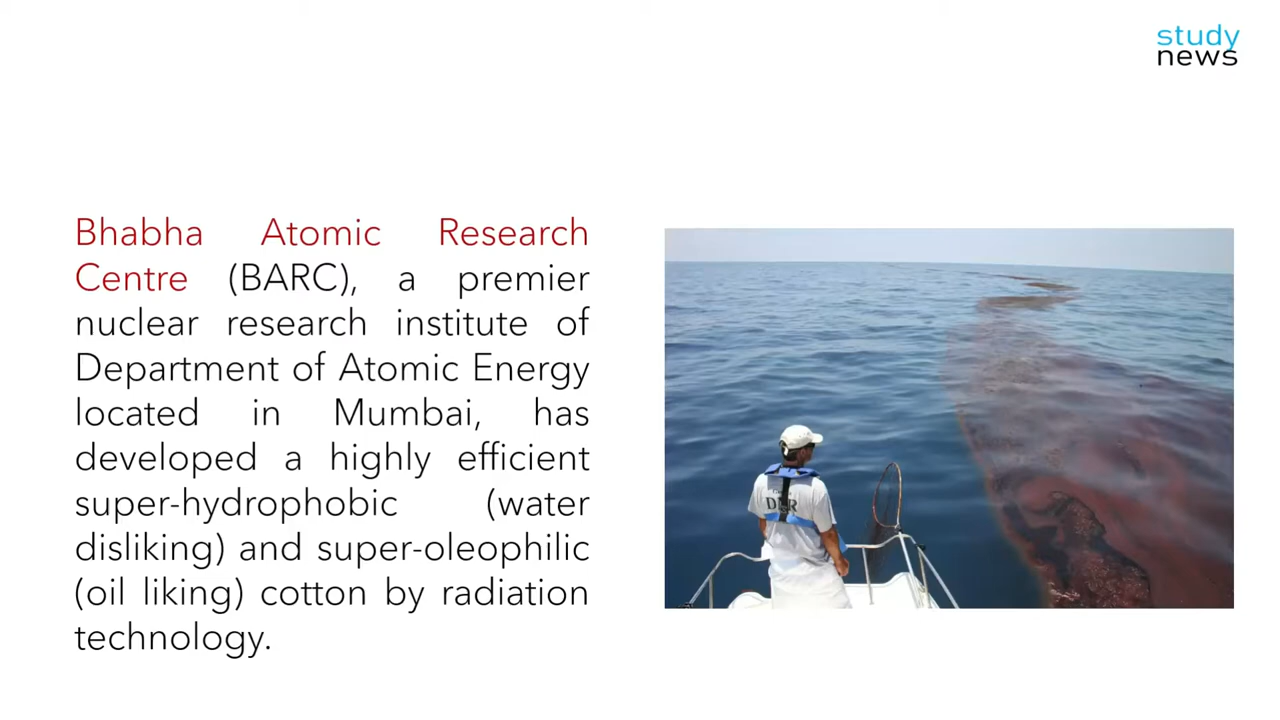 study
news
Bhabha Atomic Research
Centre (BARC), a premier
nuclear research institute of
Department of Atomic Energy
located in Mumbai, has
developed a highly efficient
super-hydrophobic (water
disliking) and super-oleophilic
(oil liking) cotton by radiation
technology.